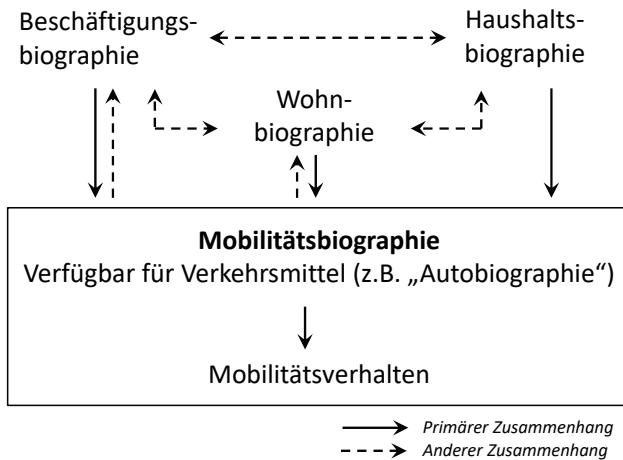 Beschäftigungs-
biographie
Haushalts-
biographie
Wohn-
biographie
Mobilitätsbiographie
Verfügbar für Verkehrsmittel (z.B. „Autobiographie“)
Mobilitätsverhalten
Primärer Zusammenhang
Anderer Zusammenhang